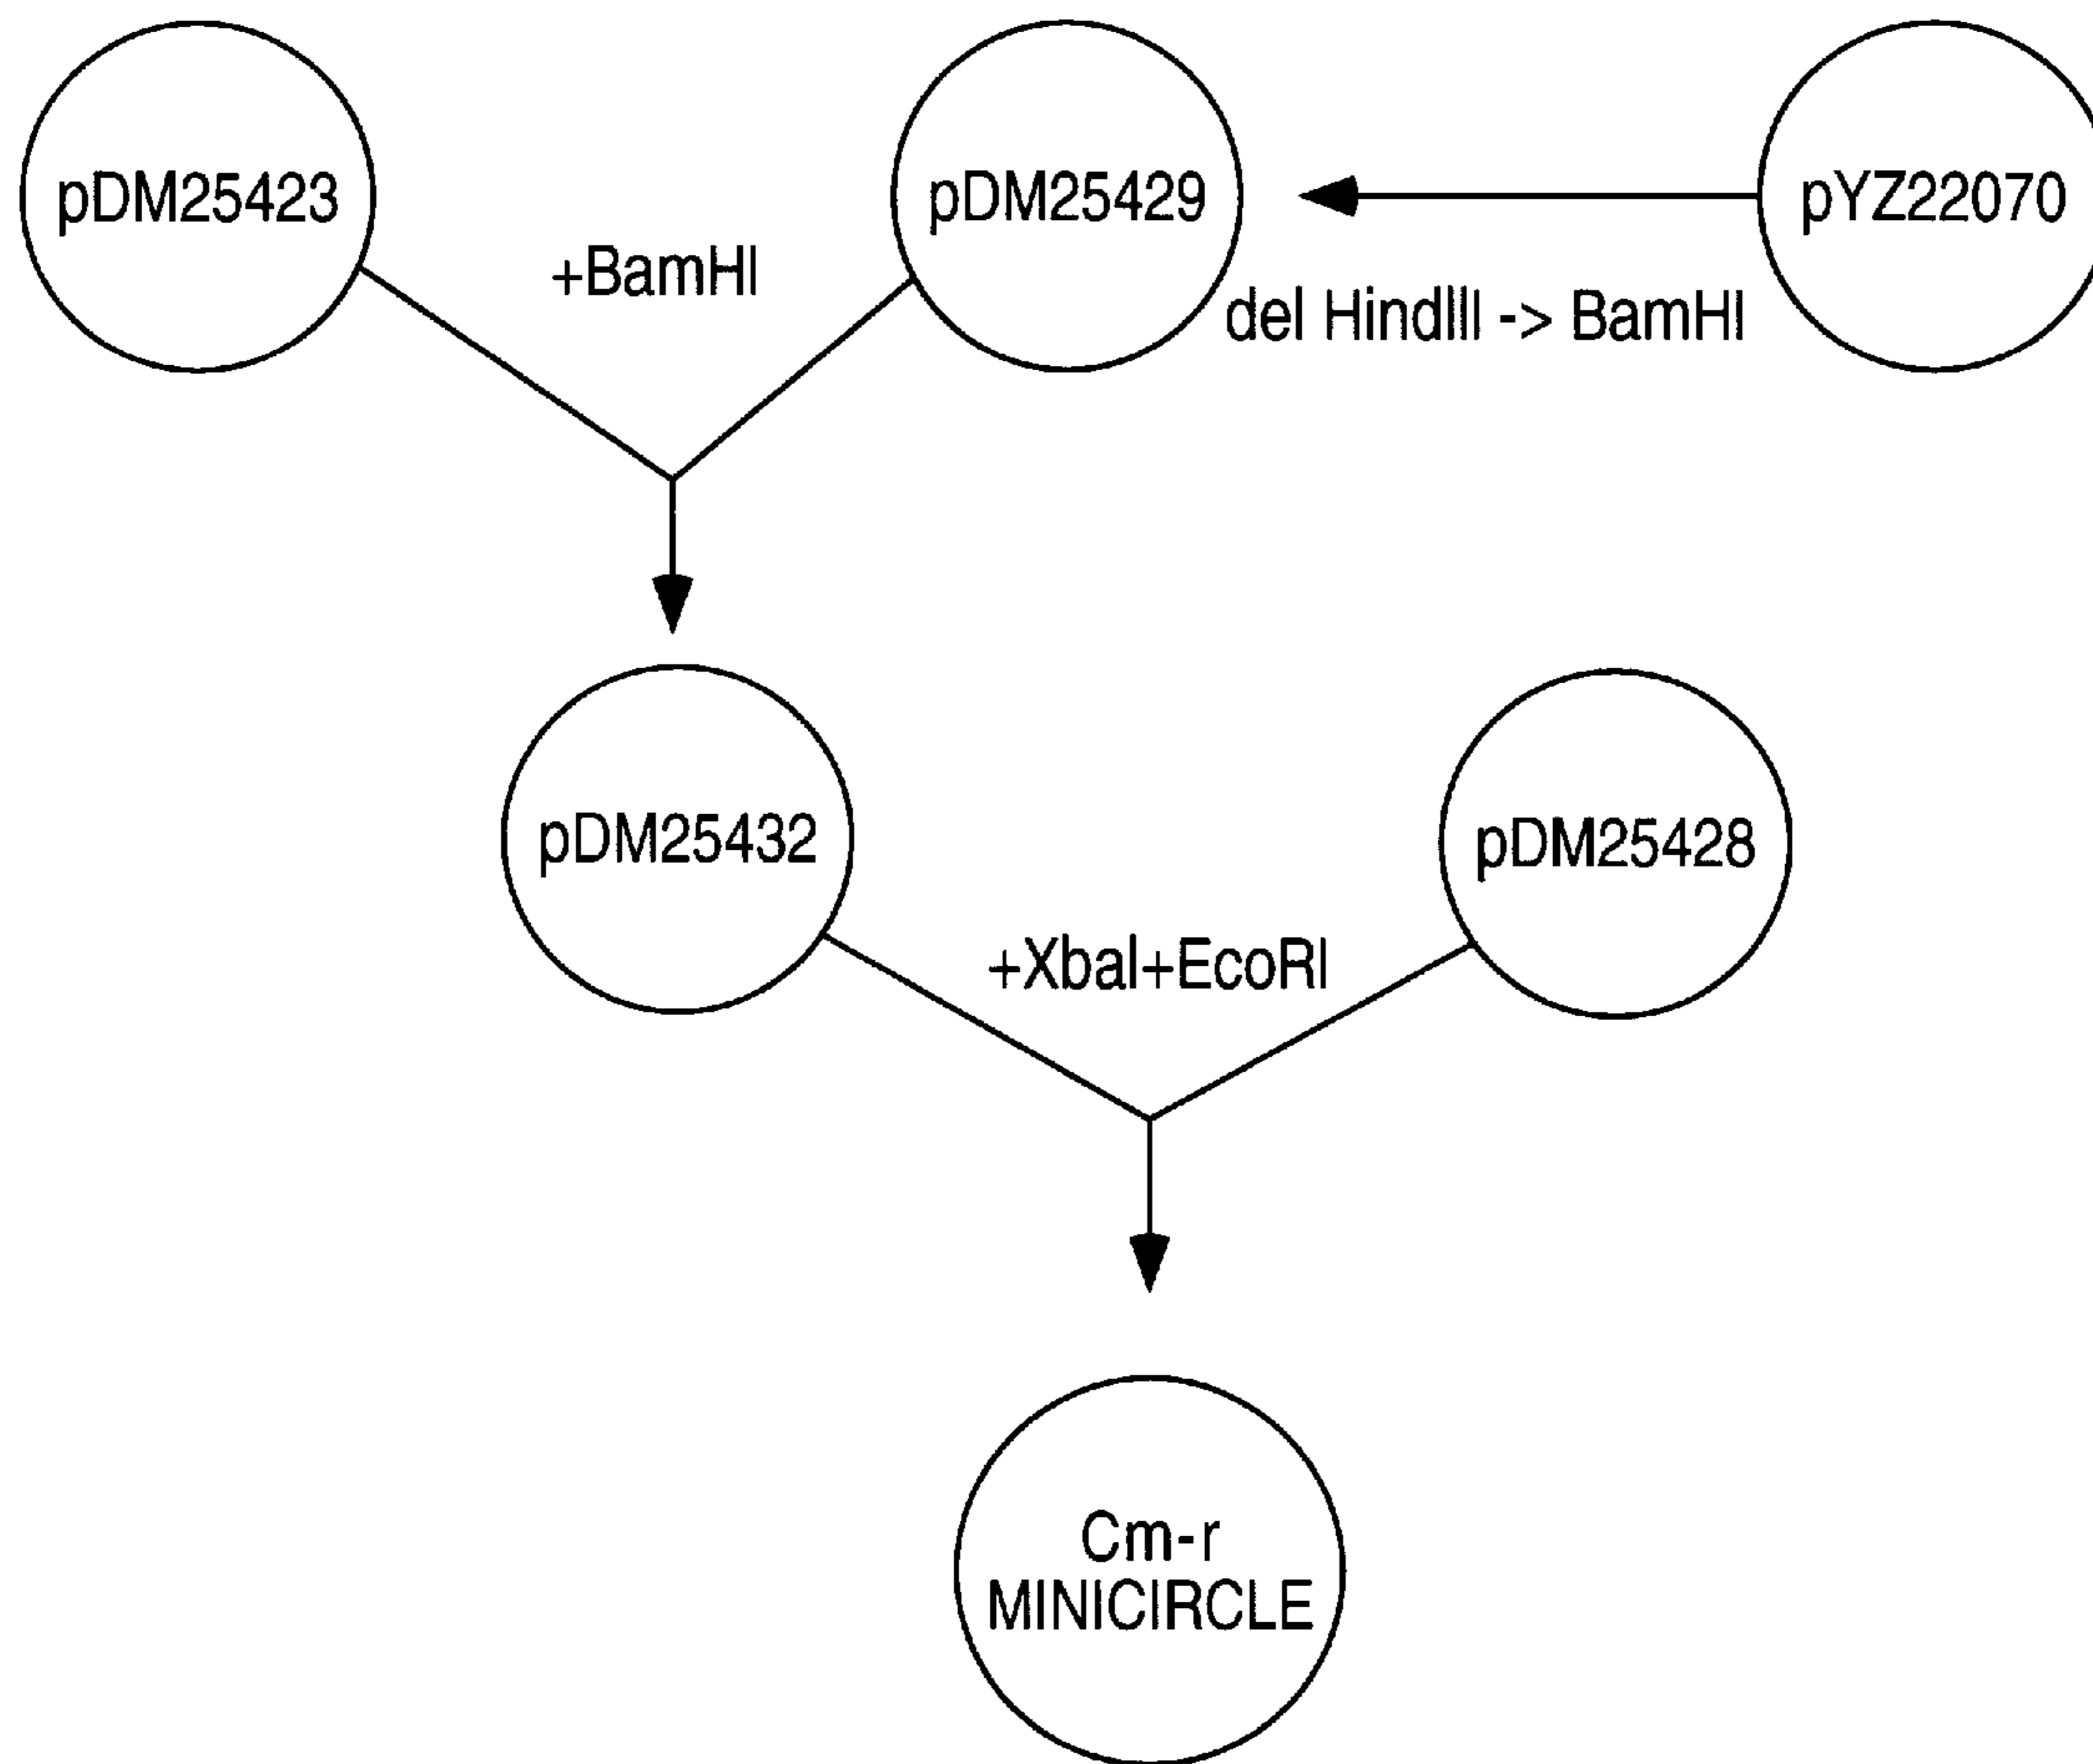 pDM25423
pDM25429
pYZ22070
+BamHI
del HindIII -> BamHI
pDM25432
pDM25428
+XbaI+EcoRI
Cm-r
MINICIRCLE